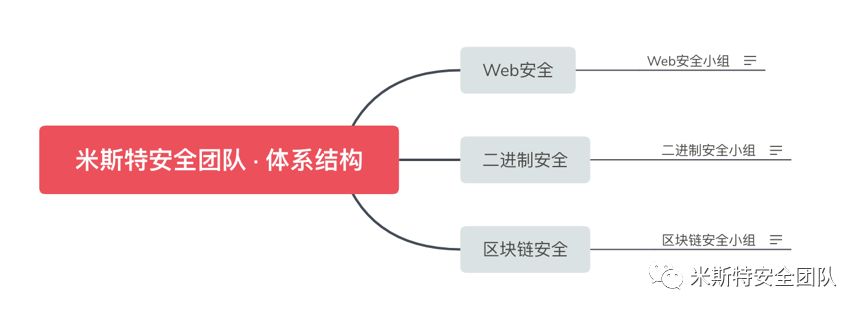 米斯特安全团队 · 体系结构
Web安全
Web安全小组
二进制安全
二进制安全小组
区块链安全
区块链安全小组
米斯特安全团队